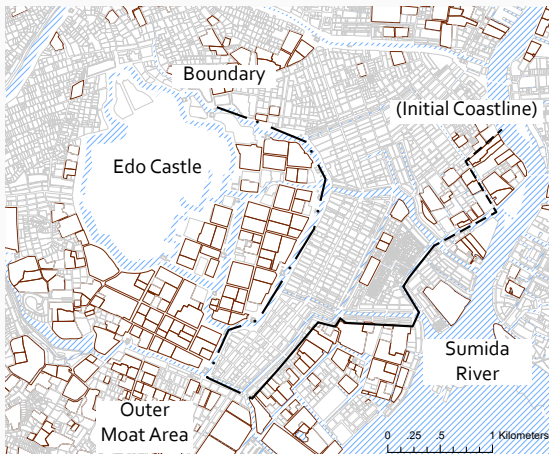 Boundary
(Initial Coastline)
Edo Castle
Sumida
River
Outer
Moat Area
0 .25 .5 1 Kilometers